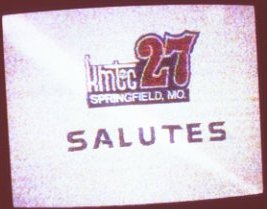 kmtc 27
SPRINGFIELD, MO.
SALUTES